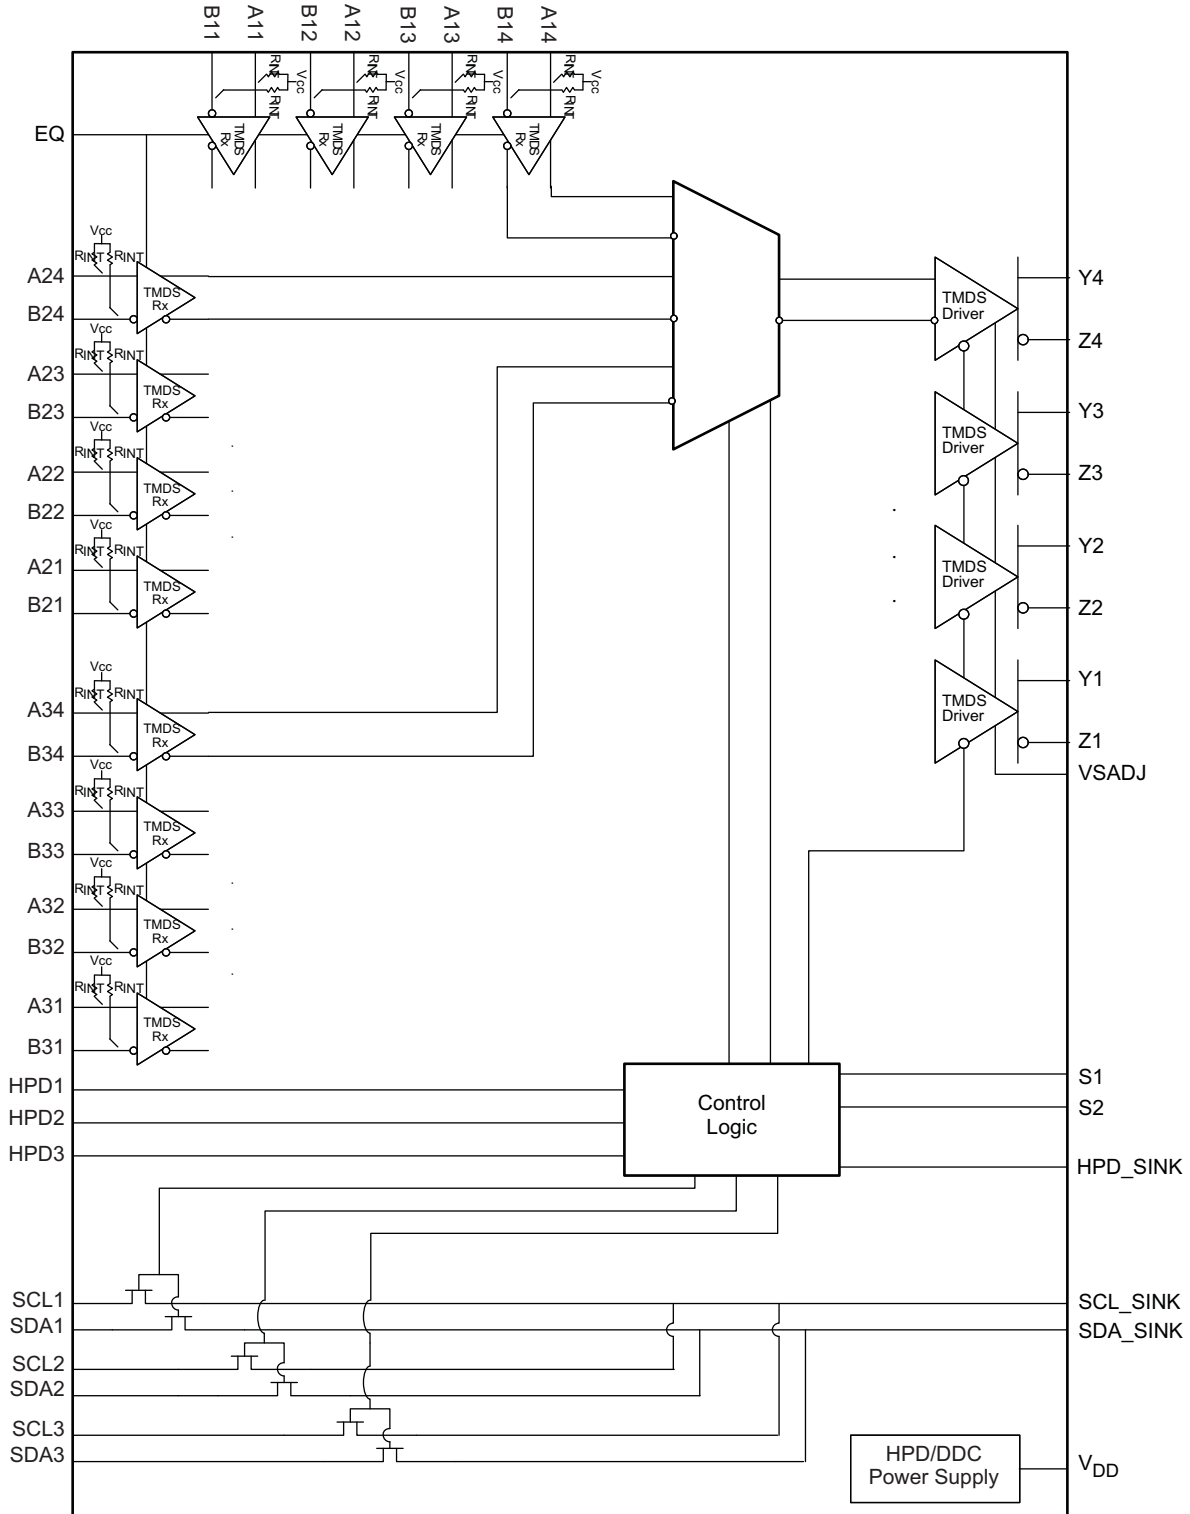 B11 A11 B12 A12 B13 A13 B14 A14
RINT VCC RINT VCC RINT VCC RINT VCC
RINT RINT RINT RINT
TMDS Rx TMDS Rx TMDS Rx TMDS Rx
EQ
VCC
RINT RINT
A24
TMDS
Rx
B24
VCC
RINT RINT
A23
TMDS
Rx
B23
VCC
RINT RINT
A22
TMDS
Rx
B22
VCC
RINT RINT
A21
TMDS
Rx
B21
VCC
RINT RINT
A34
TMDS
Rx
B34
VCC
RINT RINT
A33
TMDS
Rx
B33
VCC
RINT RINT
A32
TMDS
Rx
B32
VCC
RINT RINT
A31
TMDS
Rx
B31
TMDS
Driver
Y4
Z4
TMDS
Driver
Y3
Z3
TMDS
Driver
Y2
Z2
TMDS
Driver
Y1
Z1
VSADJ
HPD1
HPD2
HPD3
Control
Logic
S1
S2
HPD_SINK
SCL1
SDA1
SCL2
SDA2
SCL3
SDA3
SCL_SINK
SDA_SINK
HPD/DDC
Power Supply
VDD